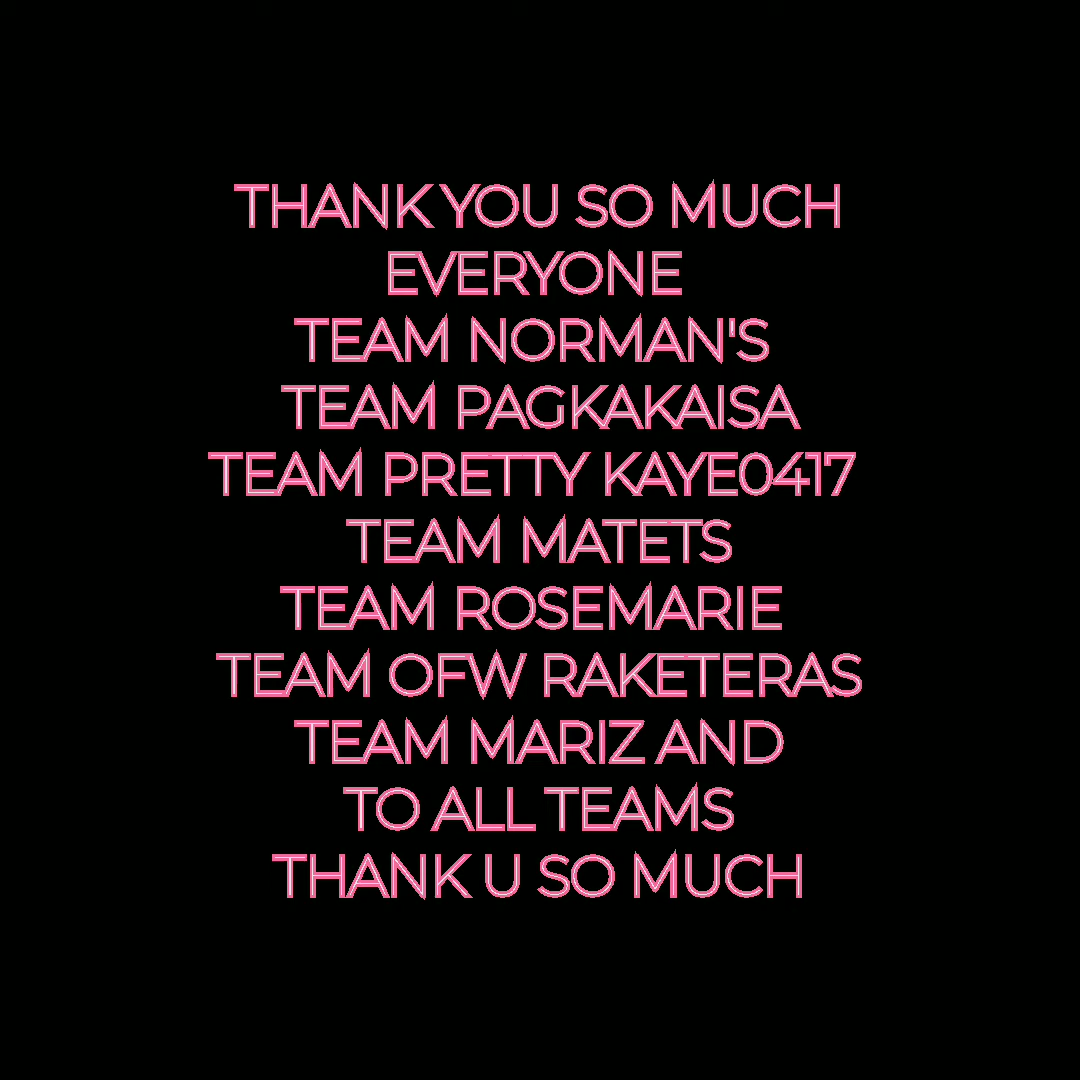 THANK YOU SO MUCH
EVERYONE
TEAM NORMAN'S
TEAM PAGKAKAISA
TEAM PRETTY KAYE0417
TEAM MATETS
TEAM ROSEMARIE
TEAM OFW RAKETERAS
TEAM MARIZ AND
TO ALL TEAMS
THANK U SO MUCH